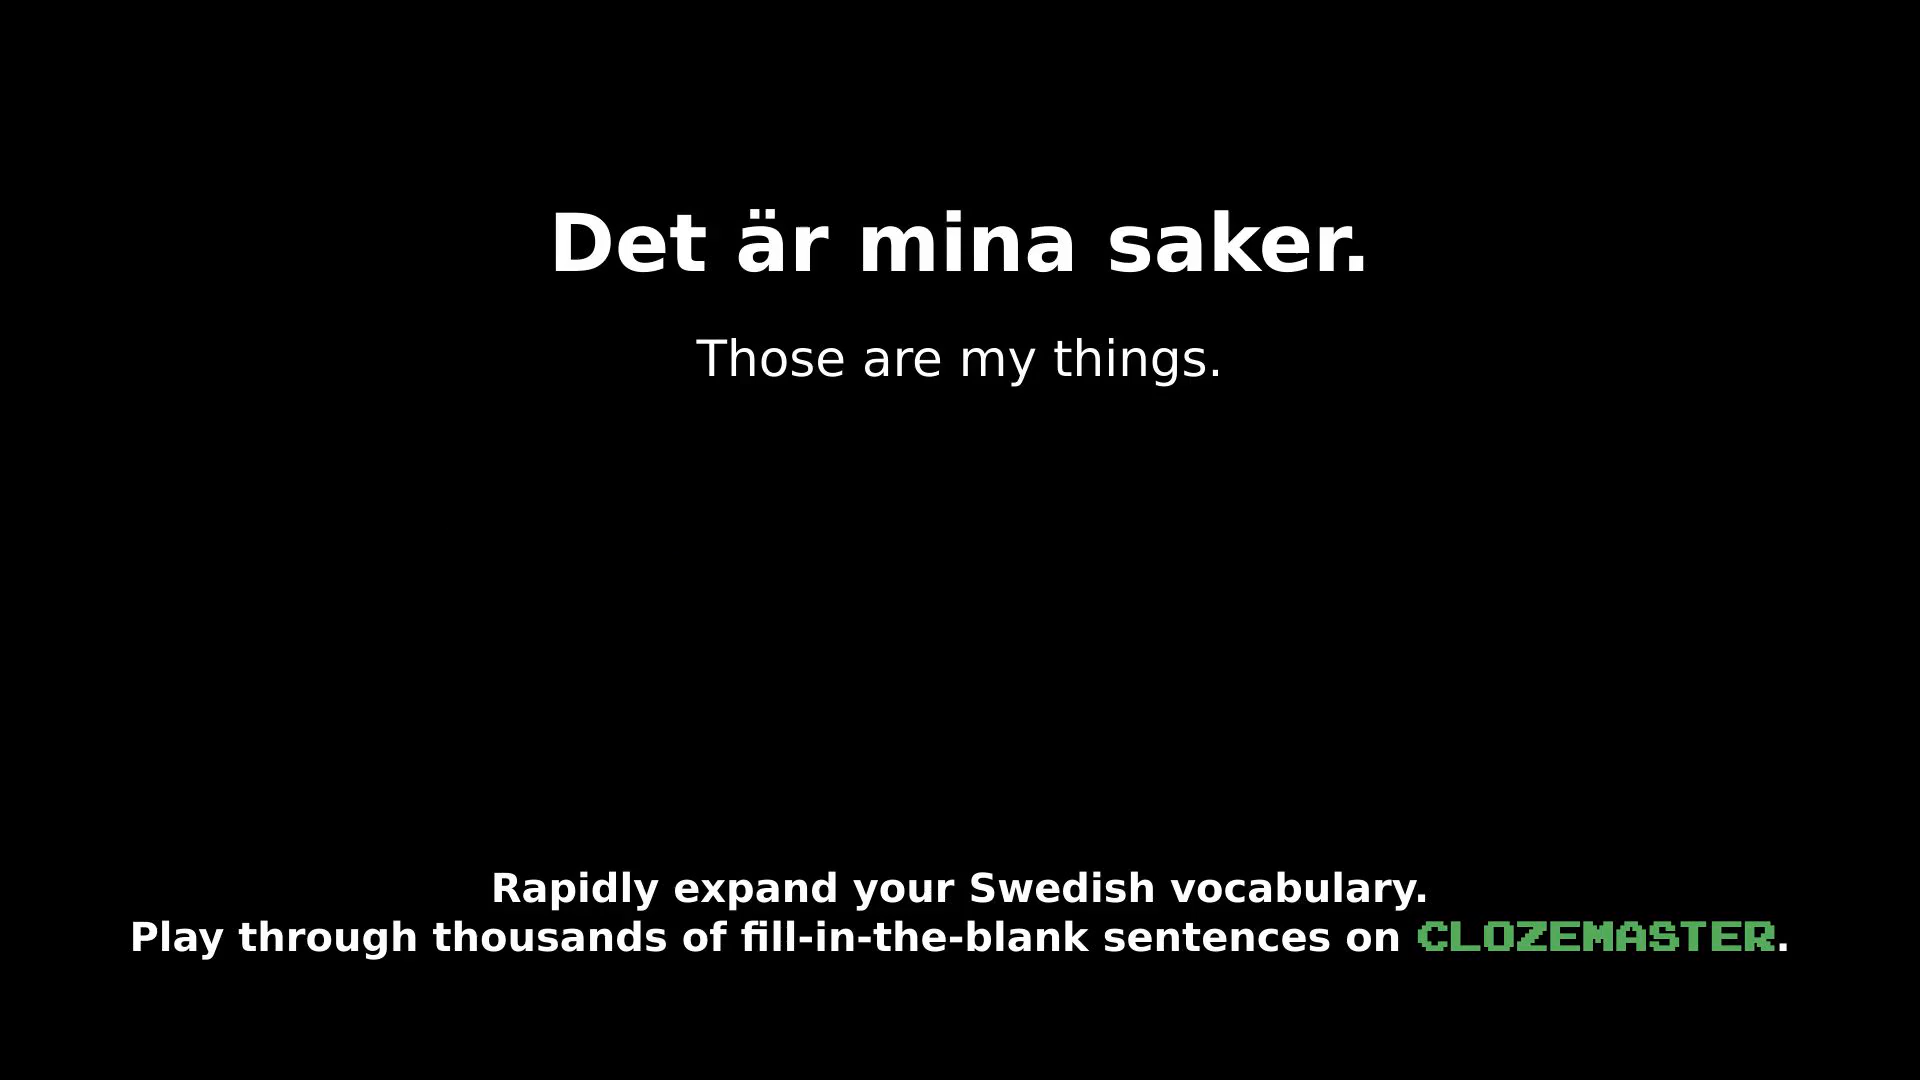 Det är mina saker.
Those are my things.
Rapidly expand your Swedish vocabulary.
Play through thousands of fill-in-the-blank sentences on CLOZEMASTER.